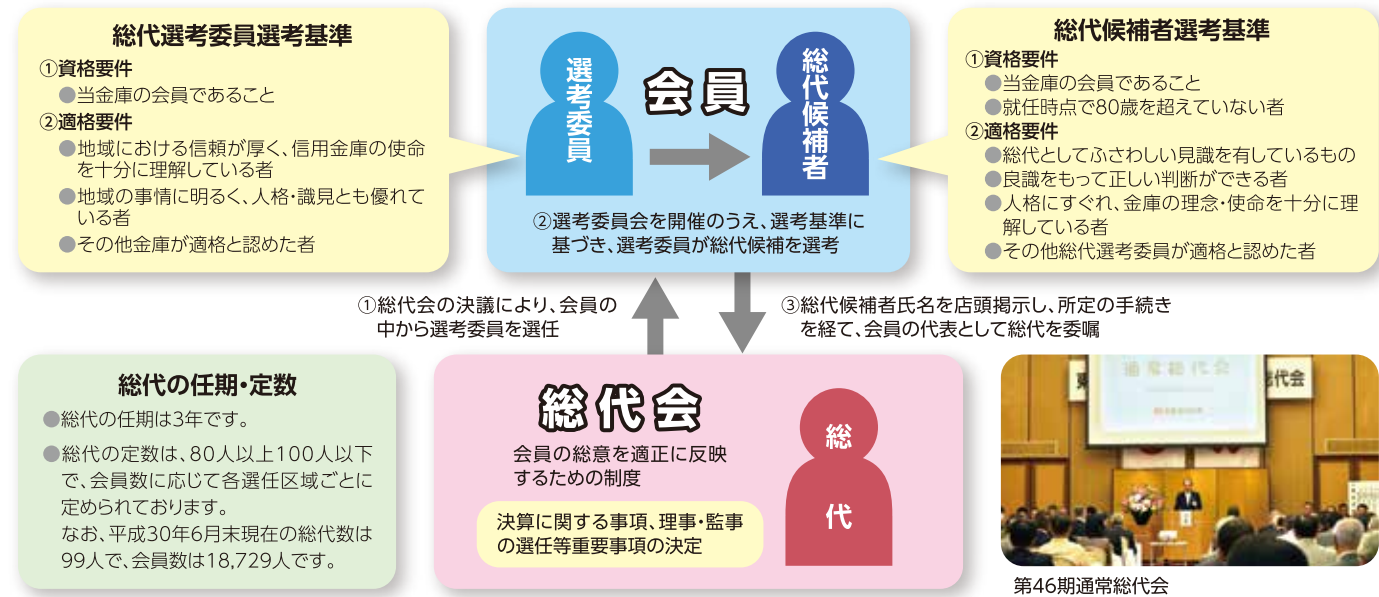 総代選考委員選考基準
①資格要件
●当金庫の会員であること
②適格要件
●地域における信頼が厚く、信用金庫の使命
を十分に理解している者
●地域の事情に明るく、人格・識見とも優れて
いる者
●その他金庫が適格と認めた者
選考委員
会員
総代候補者
②選考委員会を開催のうえ、選考基準に
基づき、選考委員が総代候補を選考
総代候補者選考基準
①資格要件
●当金庫の会員であること
●就任時点で80歳を超えていない者
②適格要件
●総代としてふさわしい見識を有しているもの
●良識をもって正しい判断ができる者
●人格にすぐれ、金庫の理念・使命を十分に理
解している者
●その他総代選考委員が適格と認めた者
①総代会の決議により、会員の
中から選考委員を選任
③総代候補者氏名を店頭掲示し、所定の手続き
を経て、会員の代表として総代を委嘱
総代の任期・定数
●総代の任期は3年です。
●総代の定数は、80人以上100人以下
で、会員数に応じて各選任区域ごとに
定められております。
なお、平成30年6月末現在の総代数は
99人で、会員数は18,729人です。
総代会
会員の総意を適正に反映
するための制度
決算に関する事項、理事・監事
の選任等重要事項の決定
総代
通常総代会
総代会
第46期通常総代会